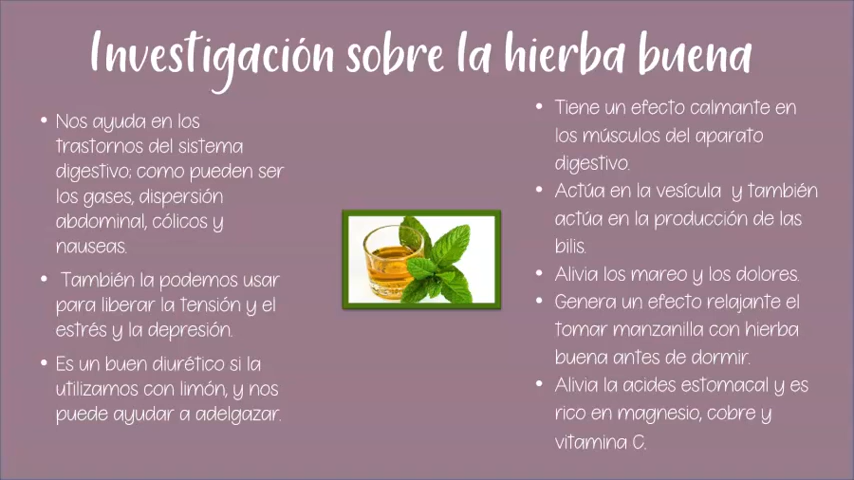 Investigación sobre la hierba buena
• Nos ayuda en los
trastornos del sistema
digestivo; como pueden ser
los gases, dispersión
abdominal, cólicos y
nauseas.
• También la podemos usar
para liberar la tensión y el
estrés y la depresión.
• Es un buen diurético si la
utilizamos con limón, y nos
puede ayudar a adelgazar.
• Tiene un efecto calmante en
los músculos del aparato
digestivo.
• Actúa en la vesícula y también
actúa en la producción de las
bilis.
• Alivia los mareo y los dolores.
• Genera un efecto relajante el
tomar manzanilla con hierba
buena antes de dormir.
• Alivia la acides estomacal y es
rico en magnesio, cobre y
vitamina C.